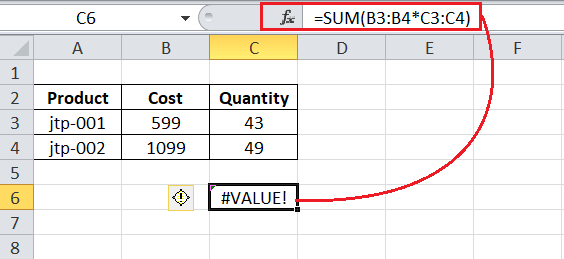 C6 fx =SUM(B3:B4*C3:C4)
A B C D E F
1
2 Product Cost Quantity
3 jtp-001 599 43
4 jtp-002 1099 49
5
6 ! #VALUE!
7
8